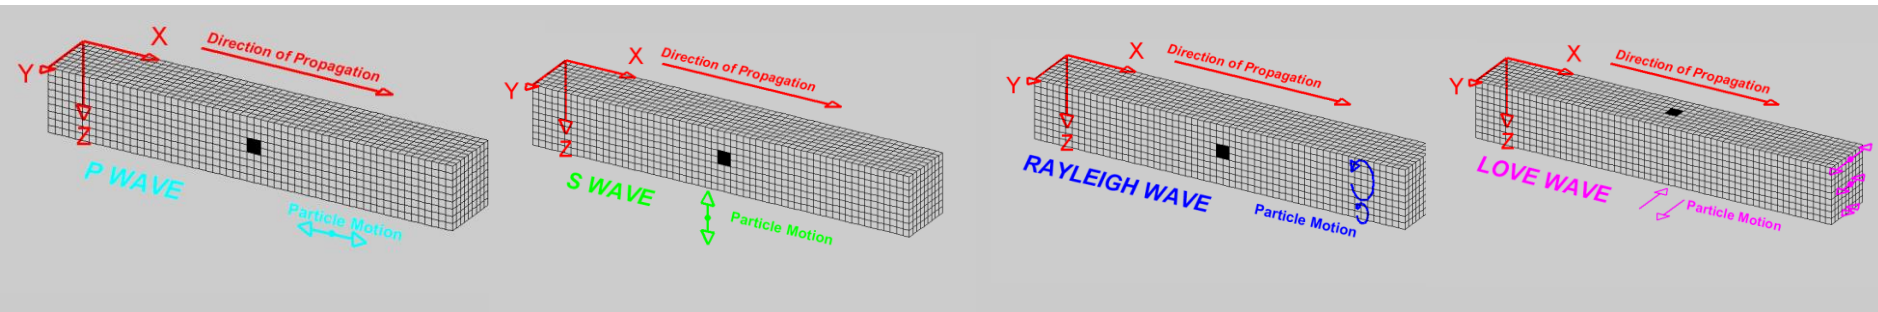 X
Direction of Propagation
Y
Z
P WAVE
Particle Motion
X
Direction of Propagation
Y
Z
S WAVE
Particle Motion
X
Direction of Propagation
Y
Z
RAYLEIGH WAVE
Particle Motion
X
Direction of Propagation
Y
Z
LOVE WAVE
Particle Motion